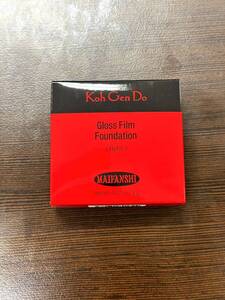 Koh Gen Do
Gloss Film
Foundation
MAIFANSHI